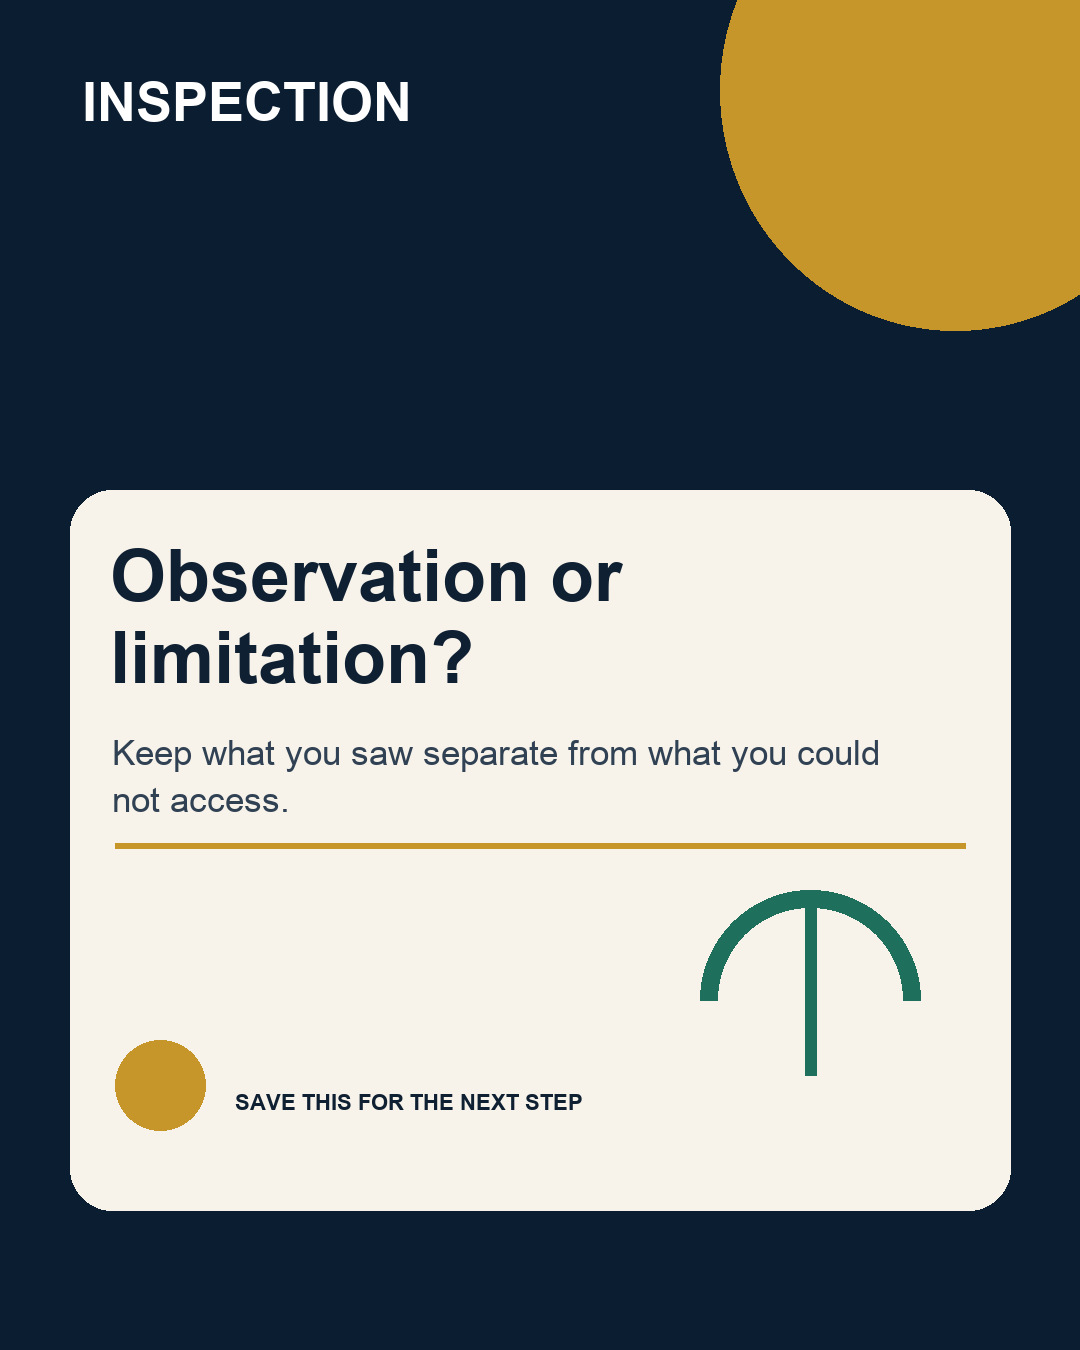 INSPECTION
Observation or
limitation?
Keep what you saw separate from what you could
not access.
SAVE THIS FOR THE NEXT STEP